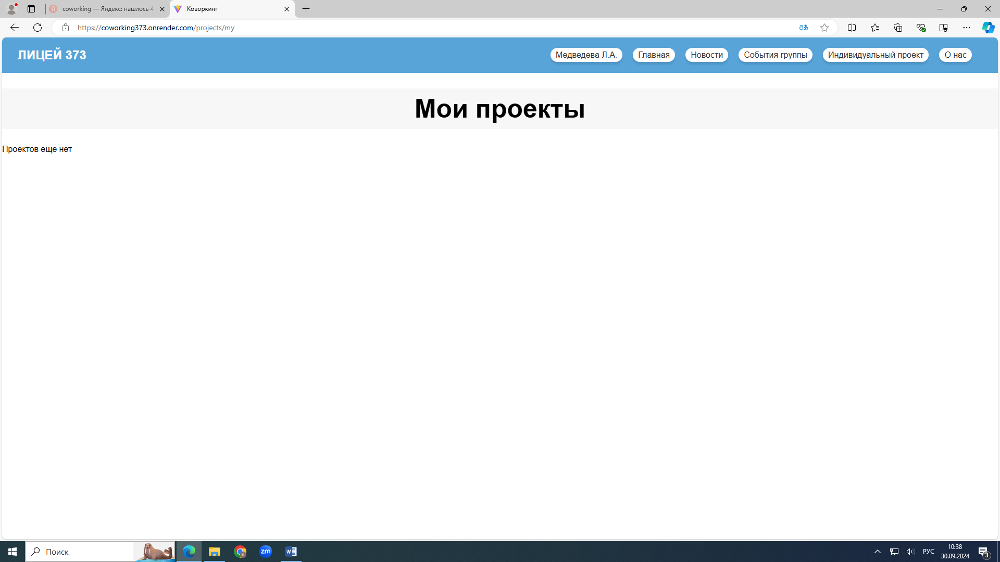 coworking — Яндекс: нашлось 4
Коворкинг
https://coworking373.onrender.com/projects/my
ЛИЦЕЙ 373
Медведева Л.А.
Главная
Новости
События группы
Индивидуальный проект
О нас
Мои проекты
Проектов еще нет
Поиск
zm
W
РУС
10:38
30.09.2024
3